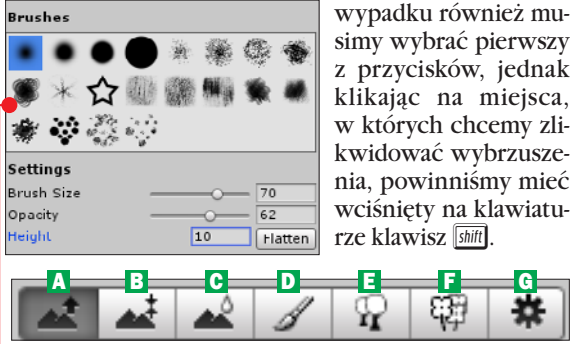 Brushes
Settings
Brush Size 70
Opacity 62
Height 10 Flatten
wypadku również mu-
simy wybrać pierwszy
z przycisków, jednak
klikając na miejsca,
w których chcemy zli-
kwidować wybrzusze-
nia, powinniśmy mieć
wciśnięty na klawiatu-
rze klawisz shift.
A B C D E F G